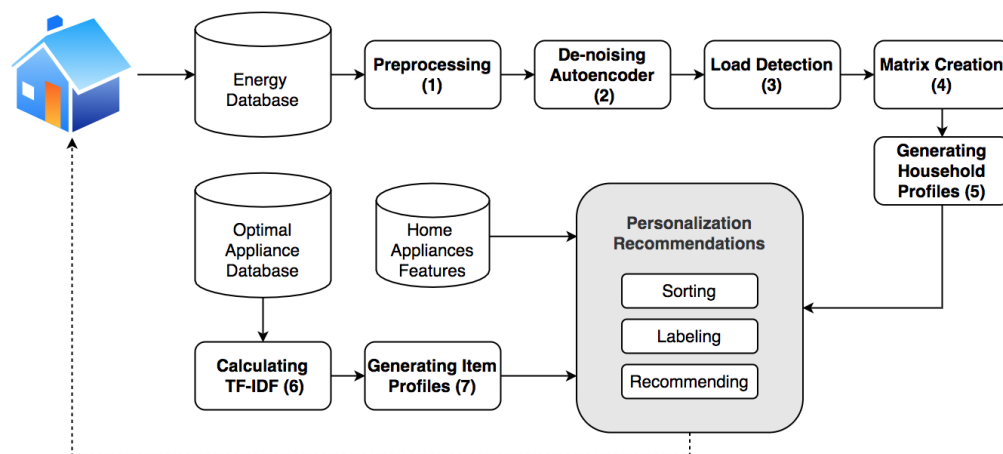 Energy
Database
Preprocessing
(1)
De-noising
Autoencoder
(2)
Load Detection
(3)
Matrix Creation
(4)
Generating
Household
Profiles (5)
Optimal
Appliance
Database
Home
Appliances
Features
Personalization
Recommendations
Sorting
Labeling
Recommending
Calculating
TF-IDF (6)
Generating Item
Profiles (7)